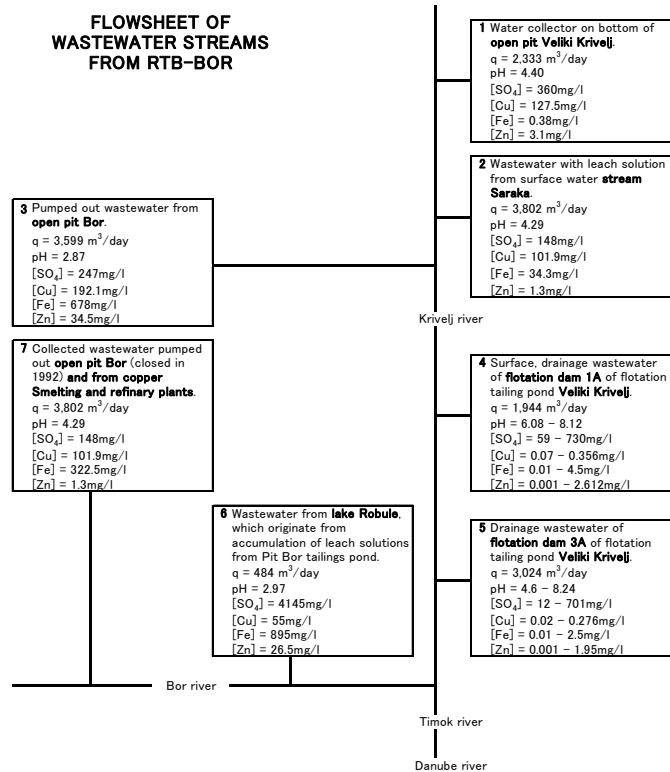 FLOWSHEET OF
WASTEWATER STREAMS
FROM RTB-BOR
1 Water collector on bottom of
open pit Veliki Krivelj.
q = 2,333 m³/day
pH = 4.40
[SO₄] = 360mg/l
[Cu] = 127.5mg/l
[Fe] = 0.38mg/l
[Zn] = 3.1mg/l
2 Wastewater with leach solution
from surface water stream
Saraka.
q = 3,802 m³/day
pH = 4.29
[SO₄] = 148mg/l
[Cu] = 101.9mg/l
[Fe] = 34.3mg/l
[Zn] = 1.3mg/l
3 Pumped out wastewater from
open pit Bor.
q = 3,599 m³/day
pH = 2.87
[SO₄] = 247mg/l
[Cu] = 192.1mg/l
[Fe] = 678mg/l
[Zn] = 34.5mg/l
Krivelj river
7 Collected wastewater pumped
out open pit Bor (closed in
1992) and from copper
Smelting and refinary plants.
q = 3,802 m³/day
pH = 4.29
[SO₄] = 148mg/l
[Cu] = 101.9mg/l
[Fe] = 322.5mg/l
[Zn] = 1.3mg/l
4 Surface, drainage wastewater
of flotation dam 1A of flotation
tailing pond Veliki Krivelj.
q = 1,944 m³/day
pH = 6.08 - 8.12
[SO₄] = 59 - 730mg/l
[Cu] = 0.07 - 0.356mg/l
[Fe] = 0.01 - 4.5mg/l
[Zn] = 0.001 - 2.612mg/l
6 Wastewater from lake Robule,
which originate from
accumulation of leach solutions
from Pit Bor tailings pond.
q = 484 m³/day
pH = 2.97
[SO₄] = 4145mg/l
[Cu] = 55mg/l
[Fe] = 895mg/l
[Zn] = 26.5mg/l
5 Drainage wastewater of
flotation dam 3A of flotation
tailing pond Veliki Krivelj.
q = 3,024 m³/day
pH = 4.6 - 8.24
[SO₄] = 12 - 701mg/l
[Cu] = 0.02 - 0.276mg/l
[Fe] = 0.01 - 2.5mg/l
[Zn] = 0.001 - 1.95mg/l
Bor river
Timok river
Danube river